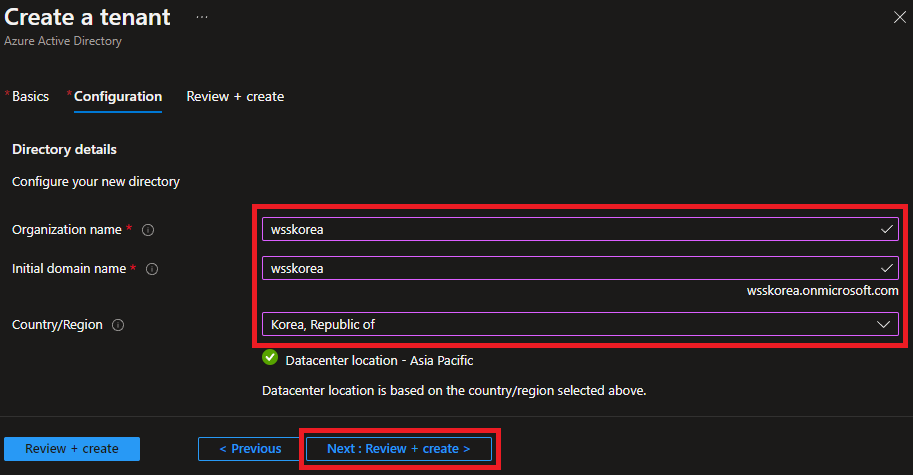 Create a tenant ...
Azure Active Directory
* Basics * Configuration Review + create
Directory details
Configure your new directory
Organization name * wsskorea
Initial domain name * wsskorea
wsskorea.onmicrosoft.com
Country/Region Korea, Republic of
Datacenter location - Asia Pacific
Datacenter location is based on the country/region selected above.
Review + create < Previous Next : Review + create >